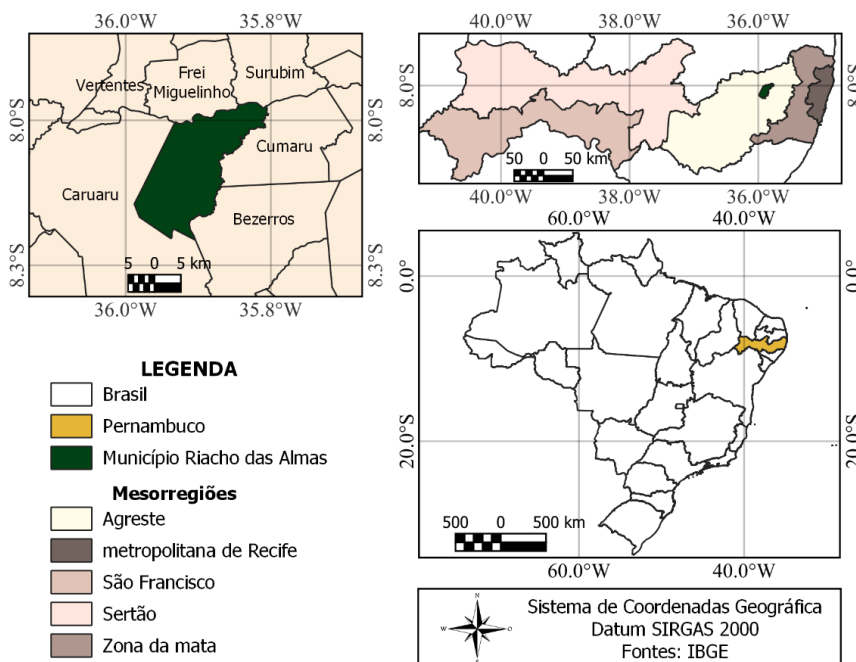 36.0°W 35.8°W
Vertentes
Frei
Miguelinho
Surubim
8.0°S 8.0°S
Cumaru
Caruaru
Bezerros
5 0 5 km
8.3°S 8.3°S
36.0°W 35.8°W
40.0°W 38.0°W 36.0°W
8.0°S 8.0°S
50 0 50 km
40.0°W 38.0°W 36.0°W
60.0°W 40.0°W
0.0° 0.0°
20.0°S 20.0°S
500 0 500 km
60.0°W 40.0°W
LEGENDA
Brasil
Pernambuco
Município Riacho das Almas
Mesorregiões
Agreste
metropolitana de Recife
São Francisco
Sertão
Zona da mata
N
W O
S
Sistema de Coordenadas Geográfica
Datum SIRGAS 2000
Fontes: IBGE